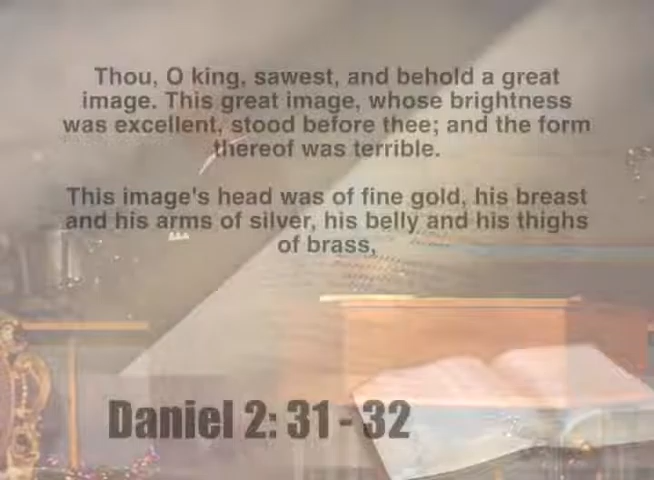 Thou, O king, sawest, and behold a great
image. This great image, whose brightness
was excellent, stood before thee; and the form
thereof was terrible.
This image's head was of fine gold, his breast
and his arms of silver, his belly and his thighs
of brass,
Daniel 2: 31 - 32